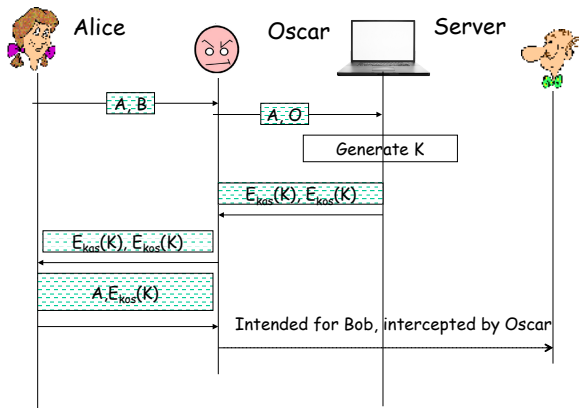 Alice
Oscar
Server
A, B
A, O
Generate K
E_kas(K), E_kos(K)
E_kas(K), E_kos(K)
A,E_kos(K)
Intended for Bob, intercepted by Oscar